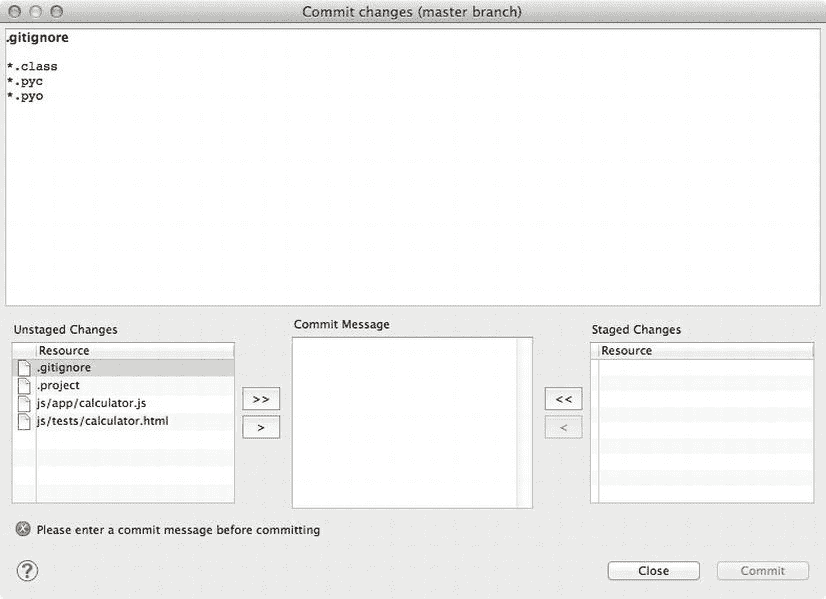 Commit changes (master branch)
.gitignore
*.class
*.pyc
*.pyo
Unstaged Changes
Resource
.gitignore
.project
js/app/calculator.js
js/tests/calculator.html
>>
>
Commit Message
<<
<
Staged Changes
Resource
Please enter a commit message before committing
?
Close
Commit